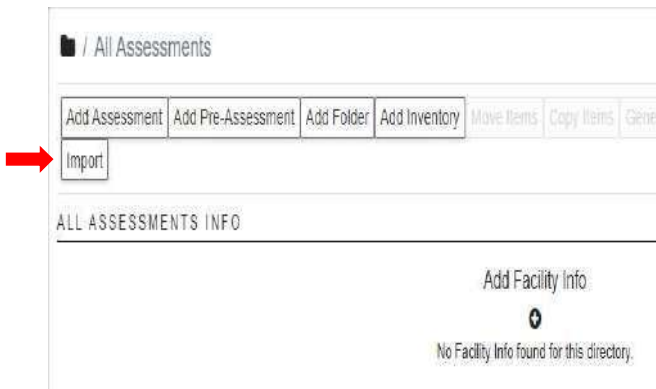 / All Assessments
Add Assessment Add Pre-Assessment Add Folder Add Inventory Move Items Copy Items
Import
ALL ASSESSMENTS INFO
Add Facility Info
No Facility Info found for this directory.